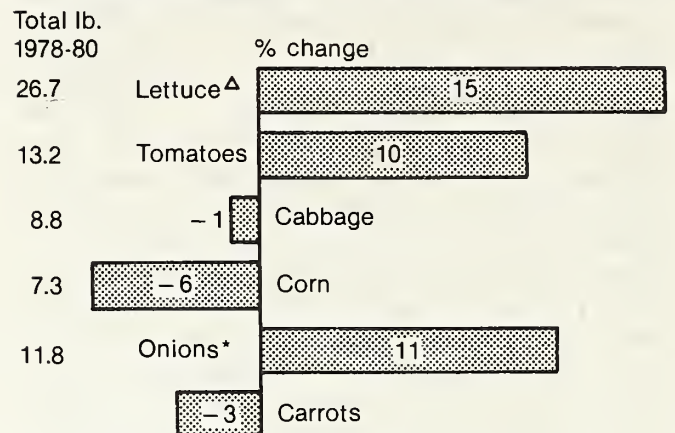 Total lb.
1978-80 % change
26.7 Lettuce Δ 15
13.2 Tomatoes 10
8.8 – 1 Cabbage
7.3 – 6 Corn
11.8 Onions* 11
– 3 Carrots